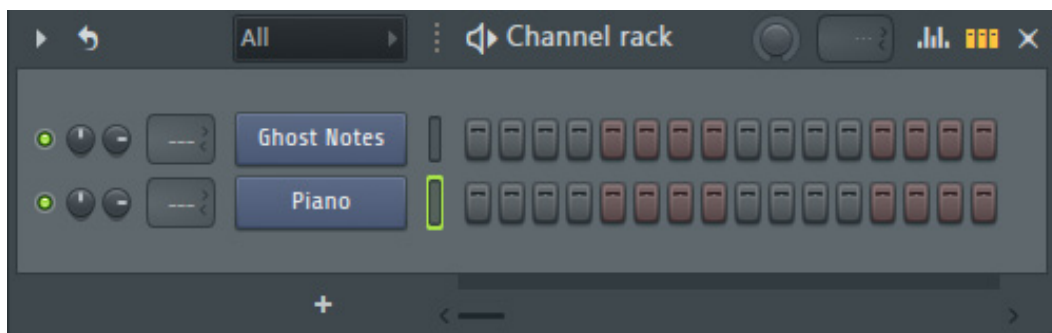 All Channel rack ---
--- Ghost Notes
--- Piano
+